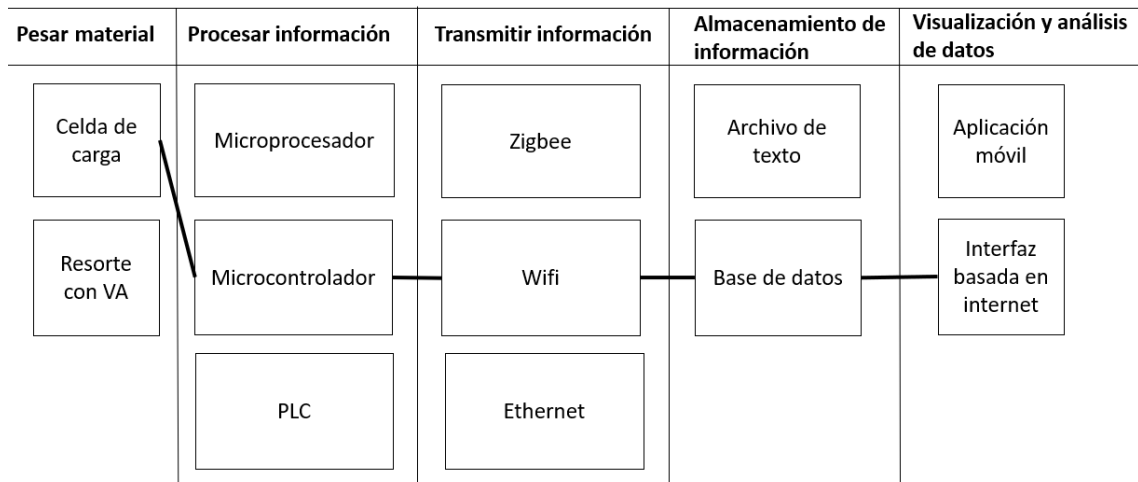 Pesar material
Procesar información
Transmitir información
Almacenamiento de
información
Visualización y análisis
de datos
Celda de
carga
Microprocesador
Zigbee
Archivo de
texto
Aplicación
móvil
Resorte
con VA
Microcontrolador
Wifi
Base de datos
Interfaz
basada en
internet
PLC
Ethernet